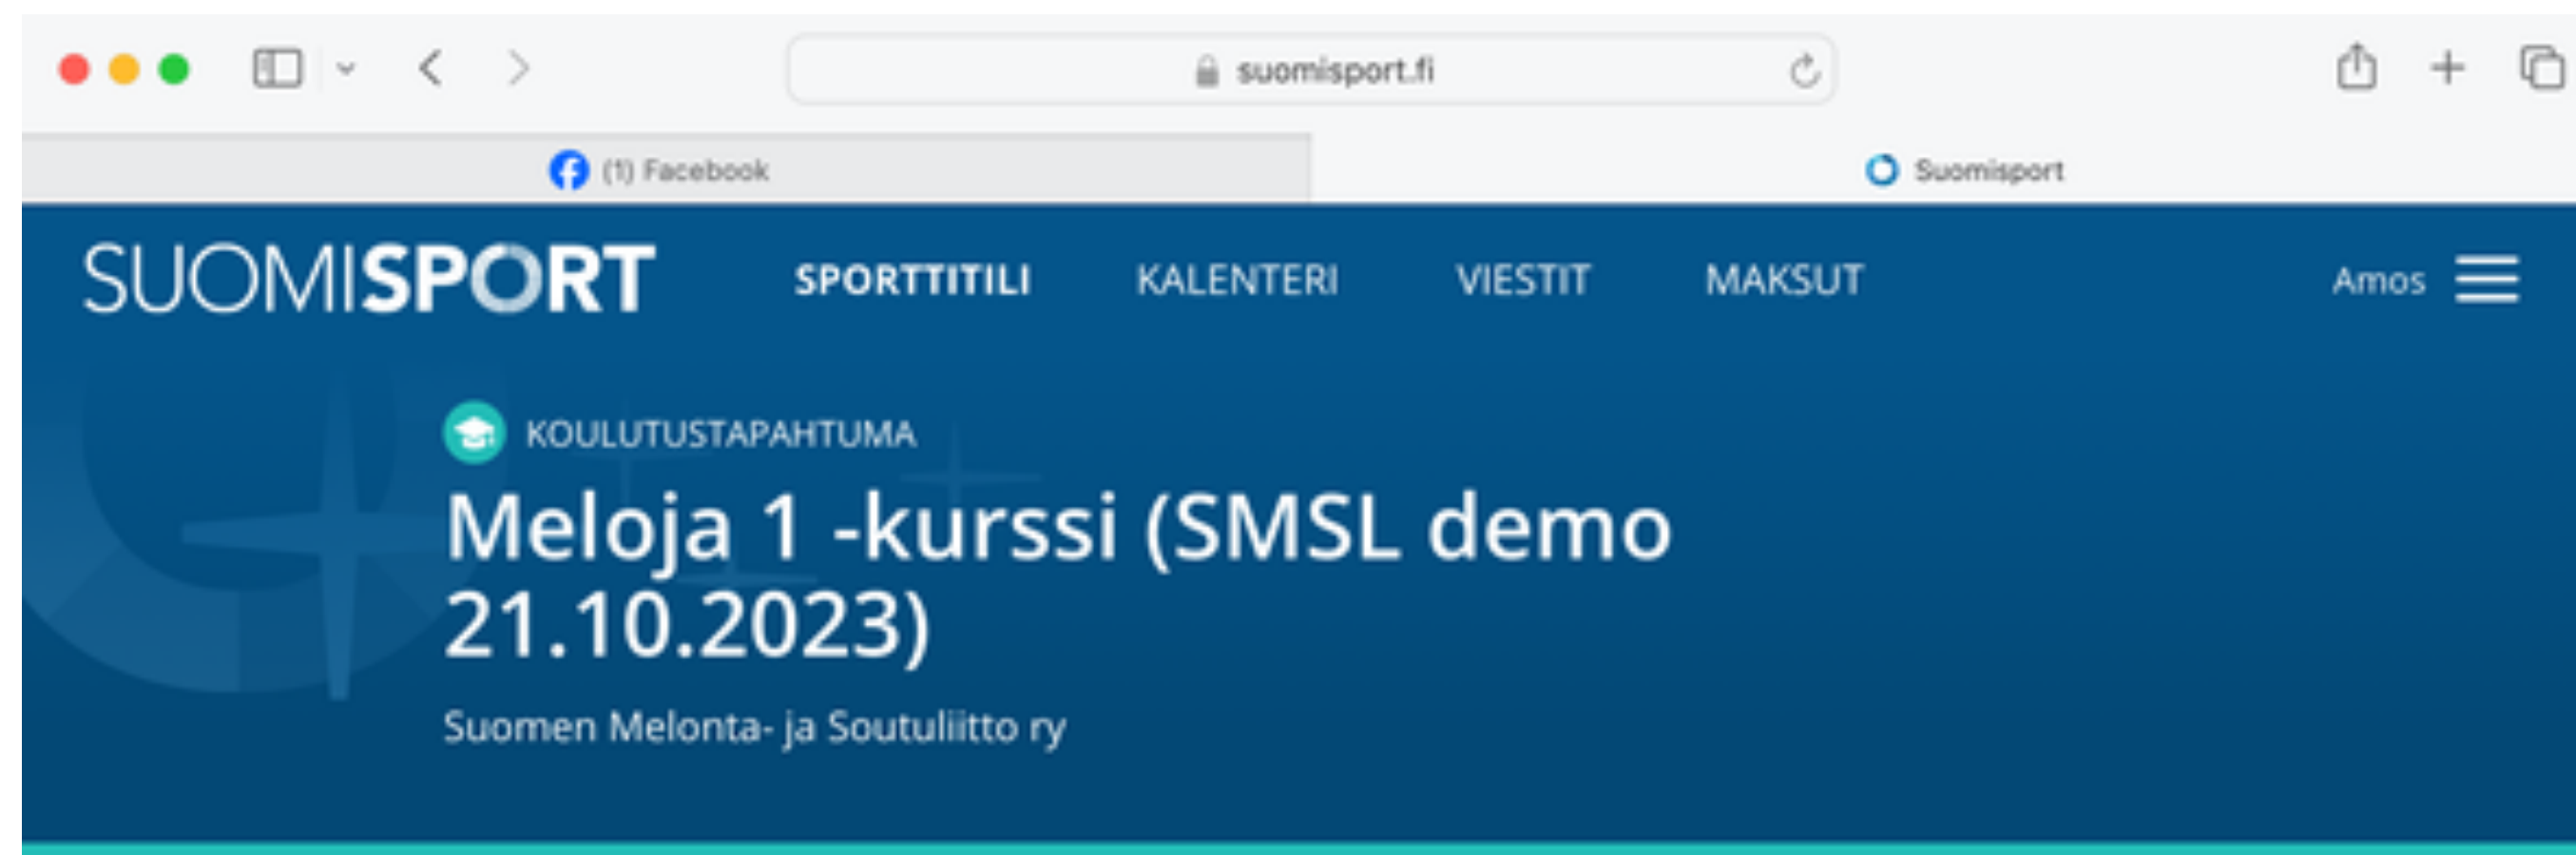 suomisport.fi
(1) Facebook
Suomisport
SUOMISPORT SPORTTITILI KALENTERI VIESTIT MAKSUT Amos
KOULUTUSTAPAHTUMA
Meloja 1 -kurssi (SMSL demo
21.10.2023)
Suomen Melonta- ja Soutuliitto ry